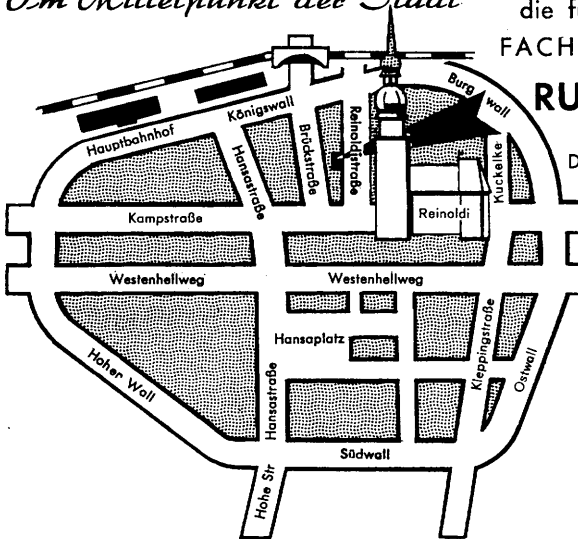 Im Mittelpunkt der Stadt
die f
FACH
RU
D
Burgwall
Königswall
Hauptbahnhof
Reinoldistraße
Brückstraße
Hansastraße
Kuckelke
Kampstraße
Reinoldi
Westenhellweg
Westenhellweg
Hansaplatz
Kleppingstraße
Ostwall
Hoher Wall
Hansastraße
Südwall
Hohe Str